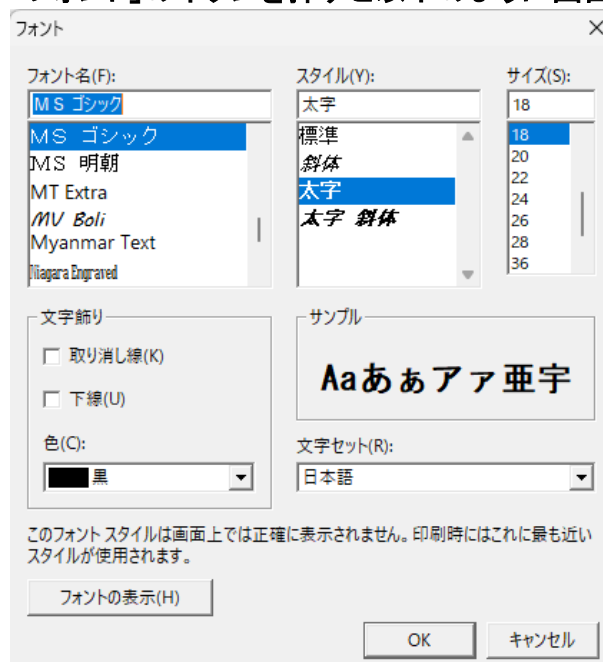 フォント
フォント名(F):
スタイル(Y):
サイズ(S):
ＭＳ ゴシック
太字
18
ＭＳ ゴシック
ＭＳ 明朝
MT Extra
MV Boli
Myanmar Text
Niagara Engraved
標準
斜体
太字
太字 斜体
18
20
22
24
26
28
36
文字飾り
取り消し線(K)
下線(U)
色(C):
黒
サンプル
Aaあぁアァ亜宇
文字セット(R):
日本語
このフォント スタイルは画面上では正確に表示されません。印刷時にはこれに最も近い
スタイルが使用されます。
フォントの表示(H)
OK
キャンセル